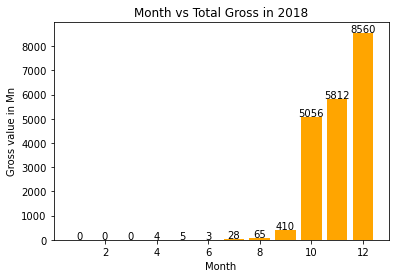 Month vs Total Gross in 2018
Gross value in Mn
8000
7000
6000
5000
4000
3000
2000
1000
0
0 0 0 4 5 3 28 65 410 5056 5812 8560
2 4 6 8 10 12
Month